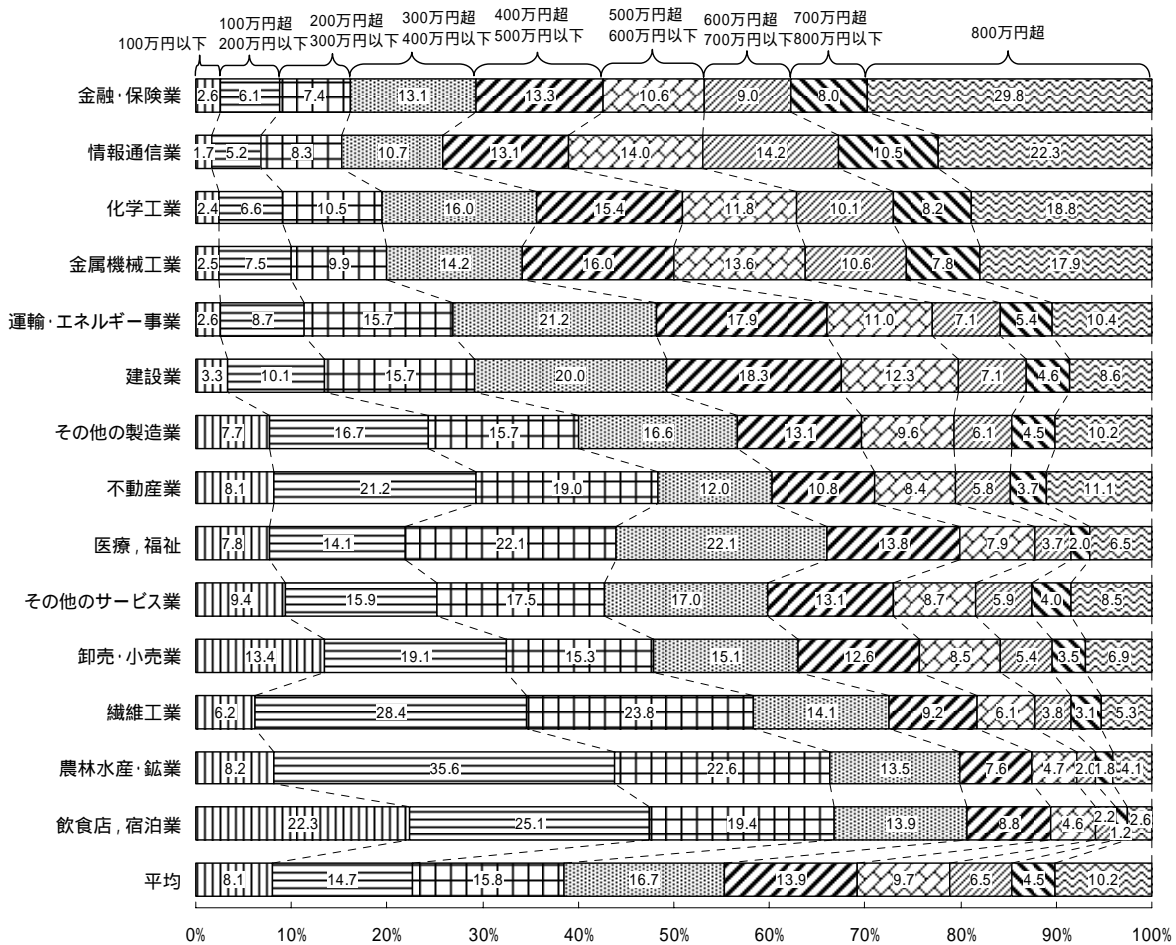 100万円以下
100万円超
200万円以下
200万円超
300万円以下
300万円超
400万円以下
400万円超
500万円以下
500万円超
600万円以下
600万円超
700万円以下
700万円超
800万円以下
800万円超
金融・保険業 2.6 6.1 7.4 13.1 13.3 10.6 9.0 8.0 29.8
情報通信業 1.7 5.2 8.3 10.7 13.1 14.0 14.2 10.5 22.3
化学工業 2.4 6.6 10.5 16.0 15.4 11.8 10.1 8.2 18.8
金属機械工業 2.5 7.5 9.9 14.2 16.0 13.6 10.6 7.8 17.9
運輸・エネルギー事業 2.6 8.7 15.7 21.2 17.9 11.0 7.1 5.4 10.4
建設業 3.3 10.1 15.7 20.0 18.3 12.3 7.1 4.6 8.6
その他の製造業 7.7 16.7 15.7 16.6 13.1 9.6 6.1 4.5 10.2
不動産業 8.1 21.2 19.0 12.0 10.8 8.4 5.8 3.7 11.1
医療,福祉 7.8 14.1 22.1 22.1 13.8 7.9 3.7 2.0 6.5
その他のサービス業 9.4 15.9 17.5 17.0 13.1 8.7 5.9 4.0 8.5
卸売・小売業 13.4 19.1 15.3 15.1 12.6 8.5 5.4 3.5 6.9
繊維工業 6.2 28.4 23.8 14.1 9.2 6.1 3.8 3.1 5.3
農林水産・鉱業 8.2 35.6 22.6 13.5 7.6 4.7 2.0 1.8 4.1
飲食店,宿泊業 22.3 25.1 19.4 13.9 8.8 4.6 2.2 1.2 2.6
平均 8.1 14.7 15.8 16.7 13.9 9.7 6.5 4.5 10.2
0% 10% 20% 30% 40% 50% 60% 70% 80% 90% 100%